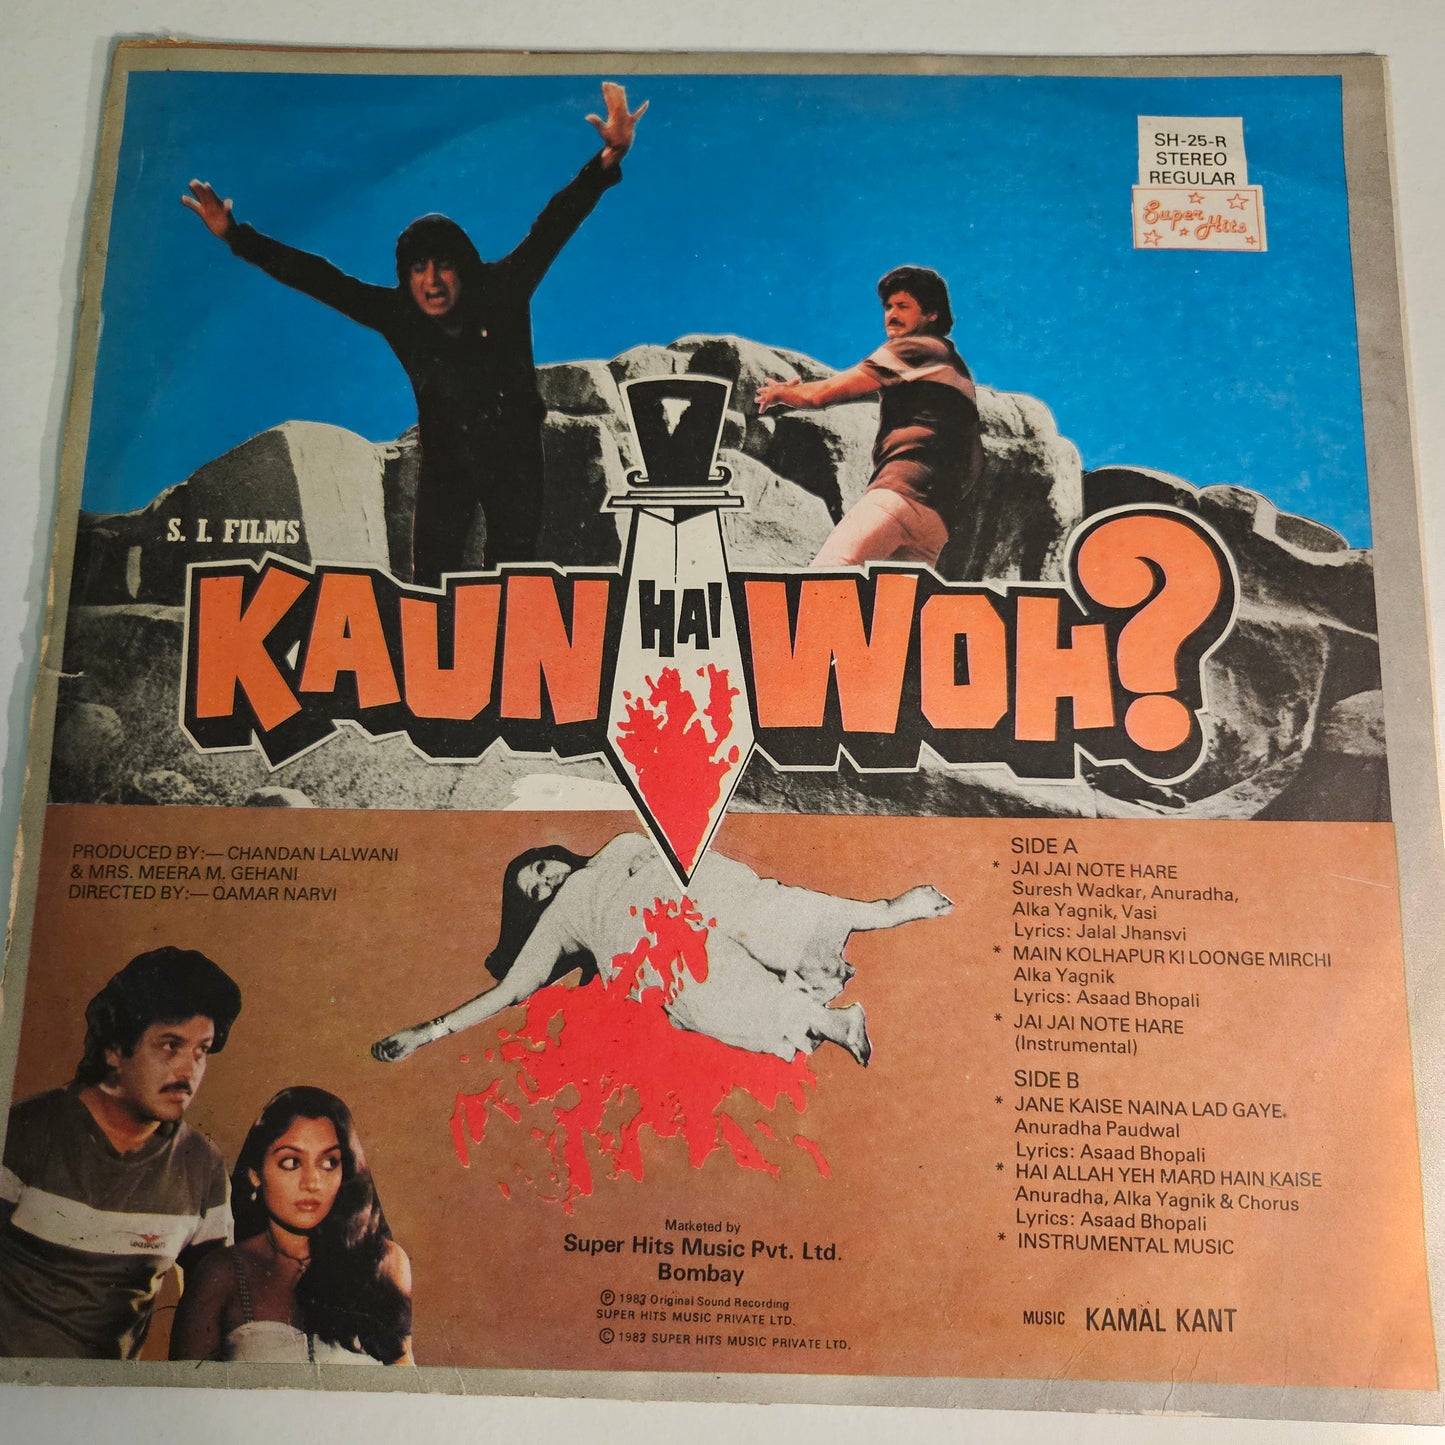 SH-25-R
STEREO
REGULAR
Super Hits
S. I. FILMS
KAUN HAI WOH?
PRODUCED BY:— CHANDAN LALWANI
& MRS. MEERA M. GEHANI
DIRECTED BY:— QAMAR NARVI
SIDE A
* JAI JAI NOTE HARE
Suresh Wadkar, Anuradha,
Alka Yagnik, Vasi
Lyrics: Jalal Jhansvi
* MAIN KOLHAPUR KI LOONGE MIRCHI
Alka Yagnik
Lyrics: Asaad Bhopali
* JAI JAI NOTE HARE
(Instrumental)
SIDE B
* JANE KAISE NAINA LAD GAYE.
Anuradha Paudwal
Lyrics: Asaad Bhopali
* HAI ALLAH YEH MARD HAIN KAISE
Anuradha, Alka Yagnik & Chorus
Lyrics: Asaad Bhopali
* INSTRUMENTAL MUSIC
MUSIC KAMAL KANT
Marketed by
Super Hits Music Pvt. Ltd.
Bombay
Ⓟ 1983 Original Sound Recording
SUPER HITS MUSIC PRIVATE LTD.
© 1983 SUPER HITS MUSIC PRIVATE LTD.